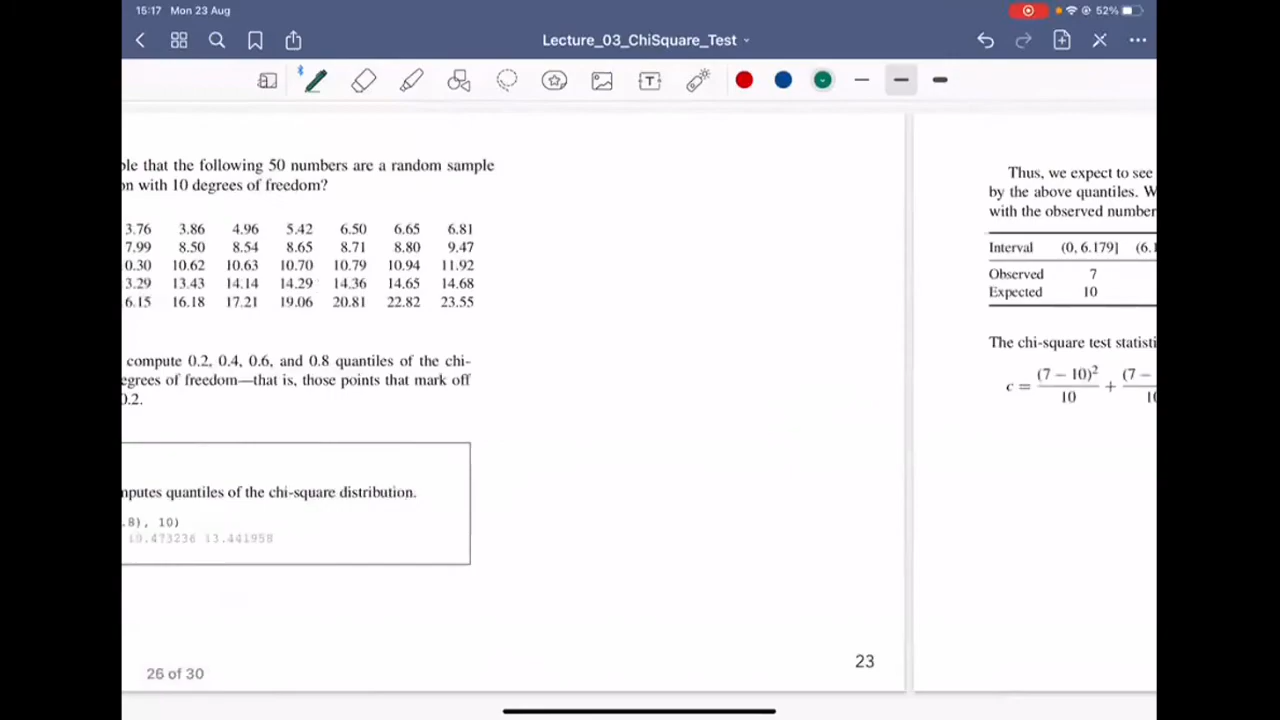 15:17 Mon 23 Aug
52%
Lecture_03_ChiSquare_Test
T
ple that the following 50 numbers are a random sample
on with 10 degrees of freedom?
3.76 3.86 4.96 5.42 6.50 6.65 6.81
7.99 8.50 8.54 8.65 8.71 8.80 9.47
0.30 10.62 10.63 10.70 10.79 10.94 11.92
3.29 13.43 14.14 14.29 14.36 14.65 14.68
6.15 16.18 17.21 19.06 20.81 22.82 23.55
compute 0.2, 0.4, 0.6, and 0.8 quantiles of the chi-
egrees of freedom—that is, those points that mark off
0.2.
mputes quantiles of the chi-square distribution.
.8), 10)
10.473236 13.441958
26 of 30
23
Thus, we expect to see
by the above quantiles. W
with the observed number
Interval (0, 6.179] (6.1
Observed 7
Expected 10
The chi-square test statisti
c = (7 − 10)² / 10 + (7 − / 10